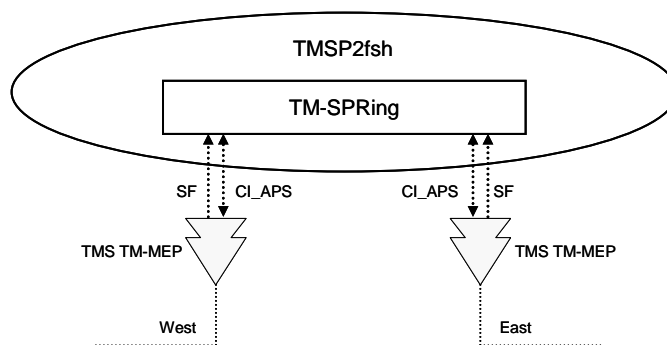 TMSP2fsh
TM-SPRing
SF
CI_APS
CI_APS
SF
TMS TM-MEP
TMS TM-MEP
West
East